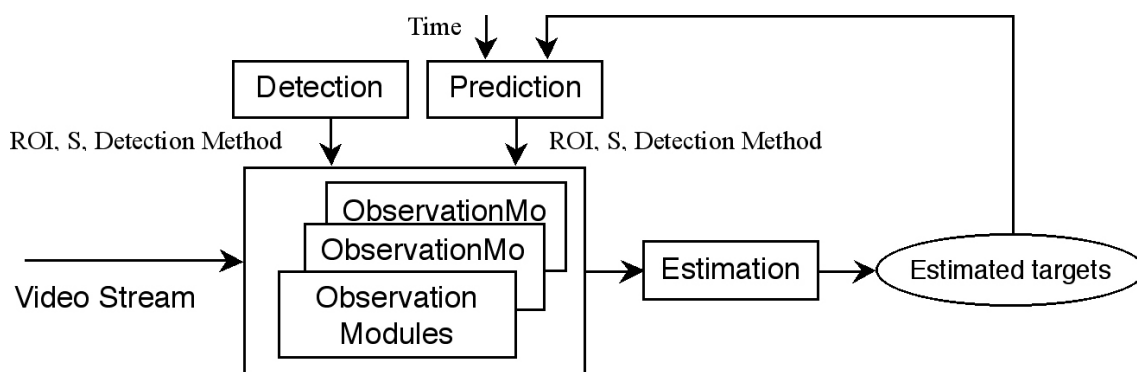 Time
Detection
Prediction
ROI, S, Detection Method
ROI, S, Detection Method
ObservationMo
ObservationMo
Observation
Modules
Video Stream
Estimation
Estimated targets